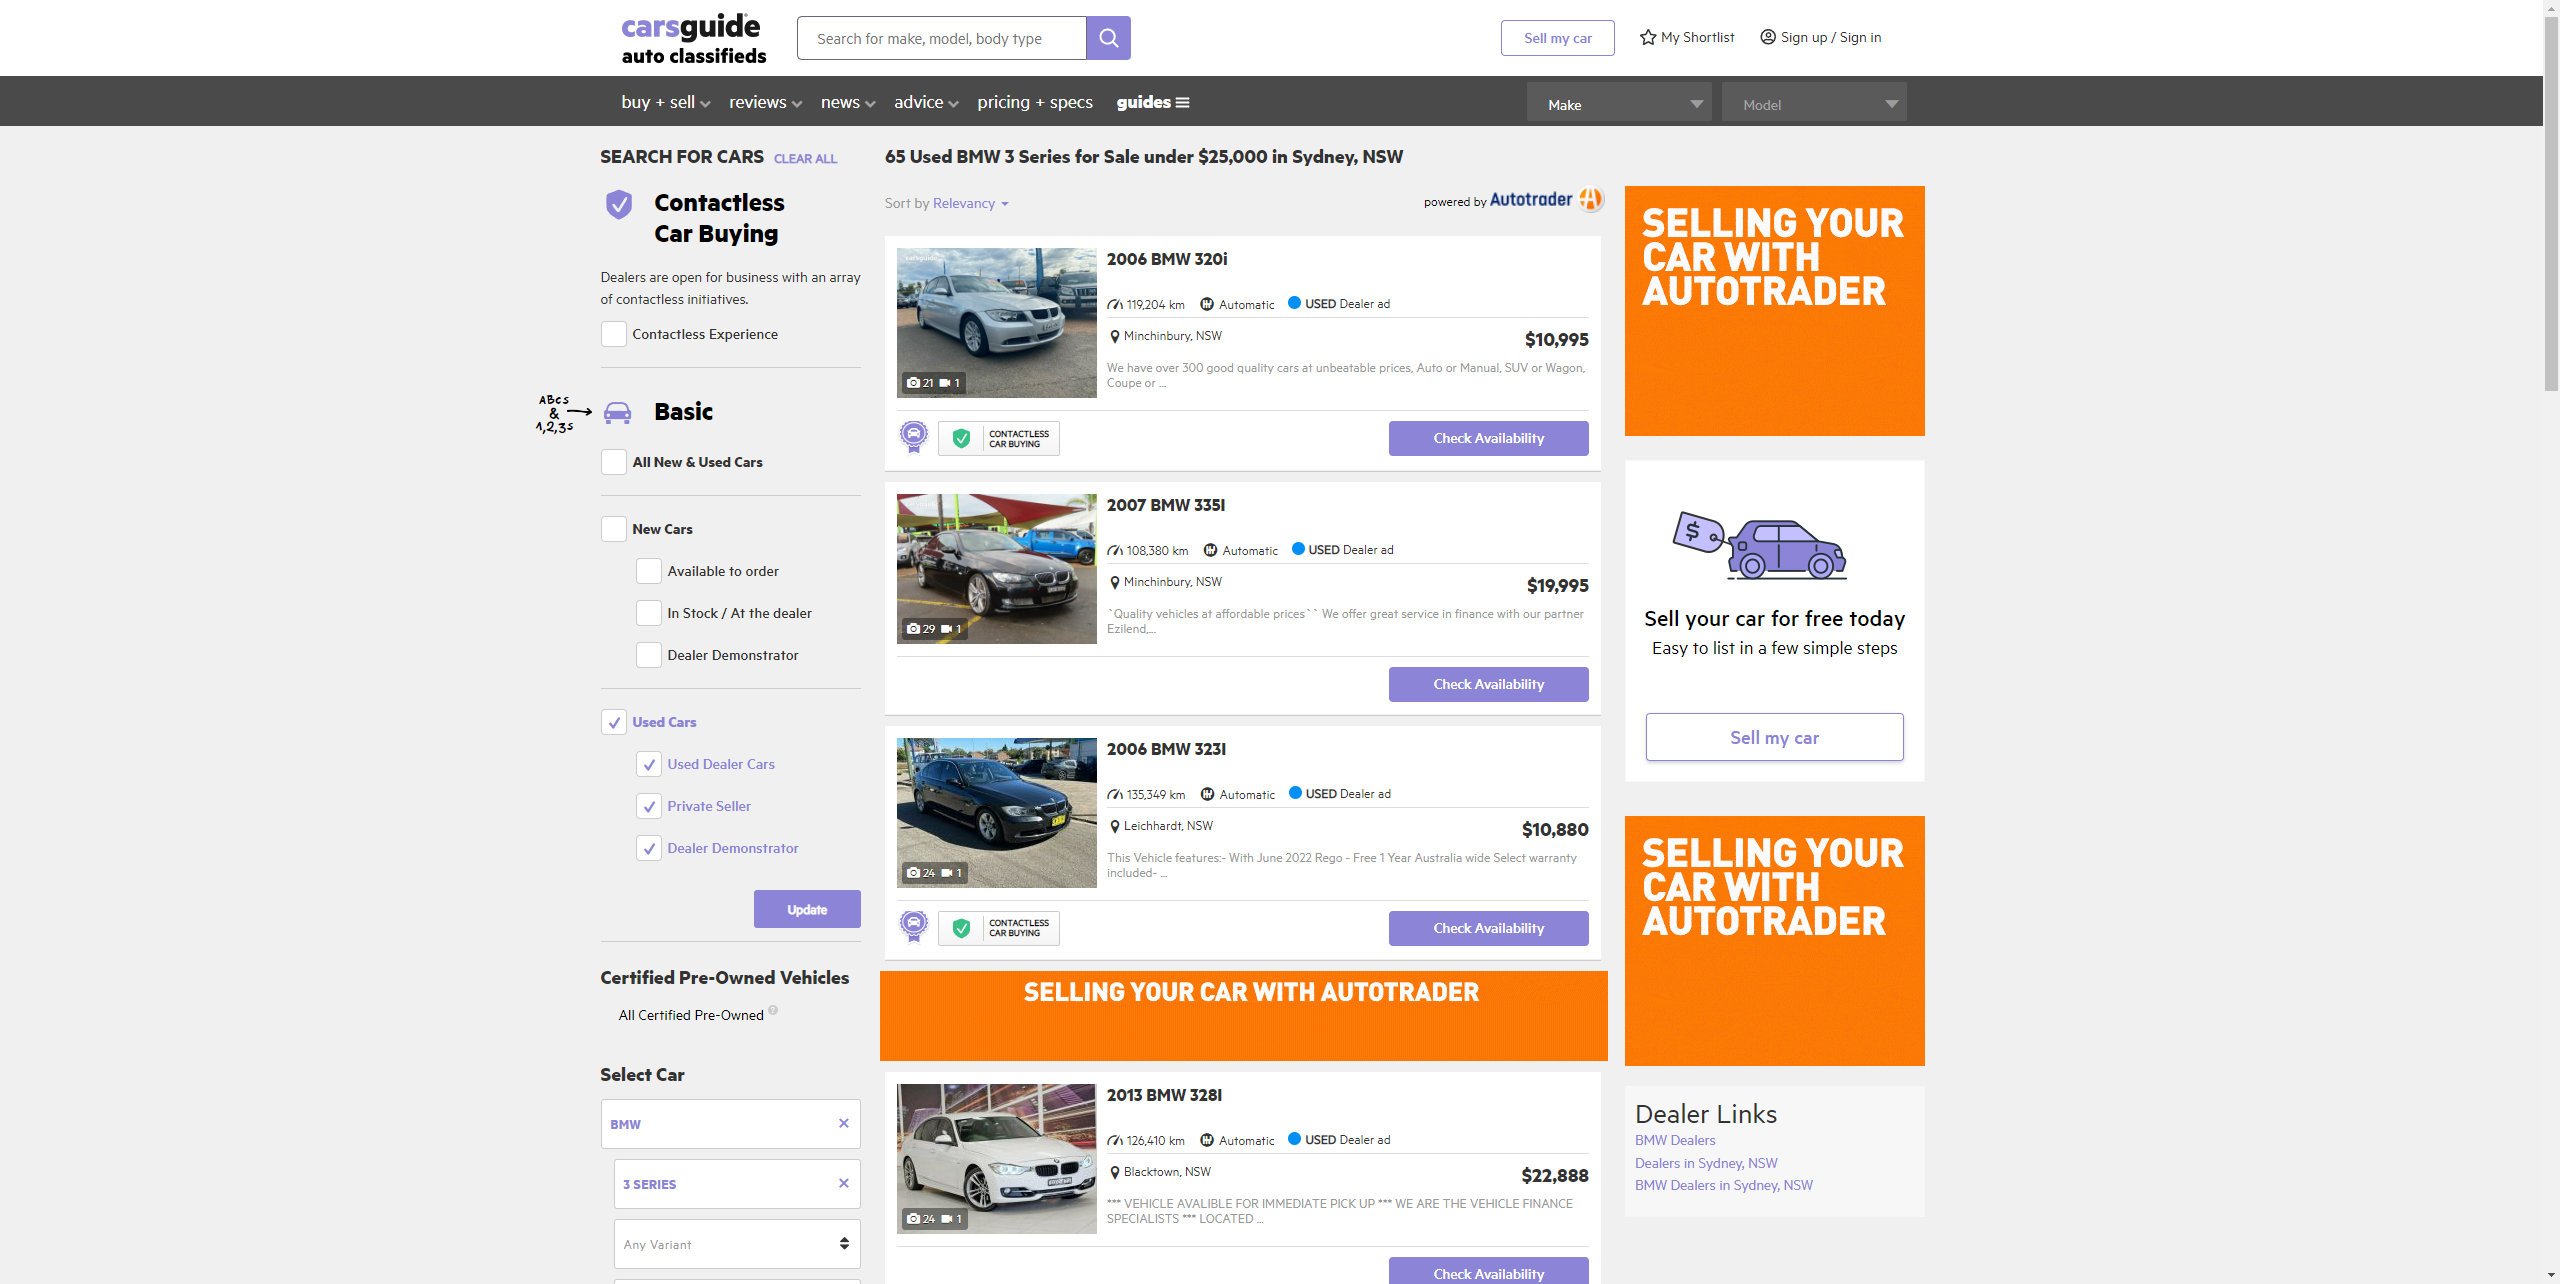 carsguide
auto classifieds
Search for make, model, body type
Sell my car
My Shortlist
Sign up / Sign in
buy + sell
reviews
news
advice
pricing + specs
guides
Make
Model
SEARCH FOR CARS CLEAR ALL
Contactless
Car Buying
Dealers are open for business with an array
of contactless initiatives.
Contactless Experience
ABCs
&
1,2,3s
Basic
All New & Used Cars
New Cars
Available to order
In Stock / At the dealer
Dealer Demonstrator
Used Cars
Used Dealer Cars
Private Seller
Dealer Demonstrator
Update
Certified Pre-Owned Vehicles
All Certified Pre-Owned ?
Select Car
BMW
3 SERIES
Any Variant
65 Used BMW 3 Series for Sale under $25,000 in Sydney, NSW
Sort by Relevancy
powered by Autotrader
carsguide
2006 BMW 320i
119,204 km Automatic USED Dealer ad
Minchinbury, NSW
$10,995
We have over 300 good quality cars at unbeatable prices, Auto or Manual, SUV or Wagon,
Coupe or ...
21 1
CONTACTLESS
CAR BUYING
Check Availability
2007 BMW 335I
108,380 km Automatic USED Dealer ad
Minchinbury, NSW
$19,995
`Quality vehicles at affordable prices`` We offer great service in finance with our partner
Ezilend,...
29 1
Check Availability
2006 BMW 323I
135,349 km Automatic USED Dealer ad
Leichhardt, NSW
$10,880
This Vehicle features:- With June 2022 Rego - Free 1 Year Australia wide Select warranty
included- ...
24 1
CONTACTLESS
CAR BUYING
Check Availability
SELLING YOUR CAR WITH AUTOTRADER
2013 BMW 328I
126,410 km Automatic USED Dealer ad
Blacktown, NSW
$22,888
*** VEHICLE AVALIBLE FOR IMMEDIATE PICK UP *** WE ARE THE VEHICLE FINANCE
SPECIALISTS *** LOCATED ...
24 1
Check Availability
SELLING YOUR
CAR WITH
AUTOTRADER
$
Sell your car for free today
Easy to list in a few simple steps
Sell my car
SELLING YOUR
CAR WITH
AUTOTRADER
Dealer Links
BMW Dealers
Dealers in Sydney, NSW
BMW Dealers in Sydney, NSW